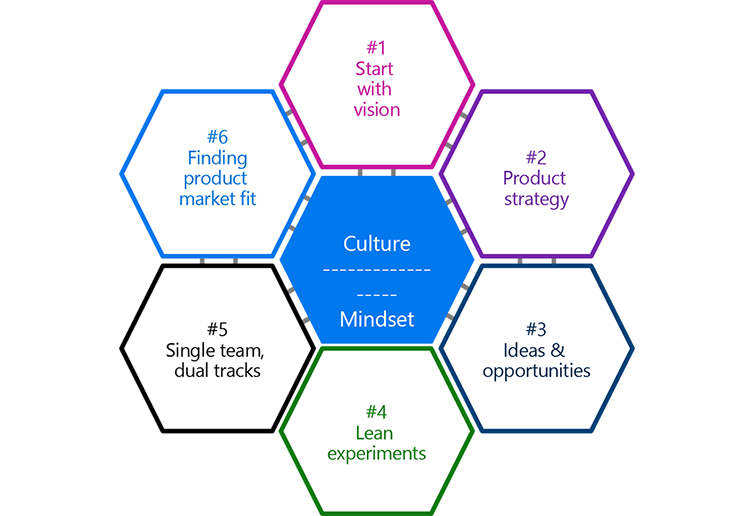 #1
Start
with
vision
#2
Product
strategy
#3
Ideas &
opportunities
#4
Lean
experiments
#5
Single team,
dual tracks
#6
Finding
product
market fit
Culture
-------------
-----
Mindset